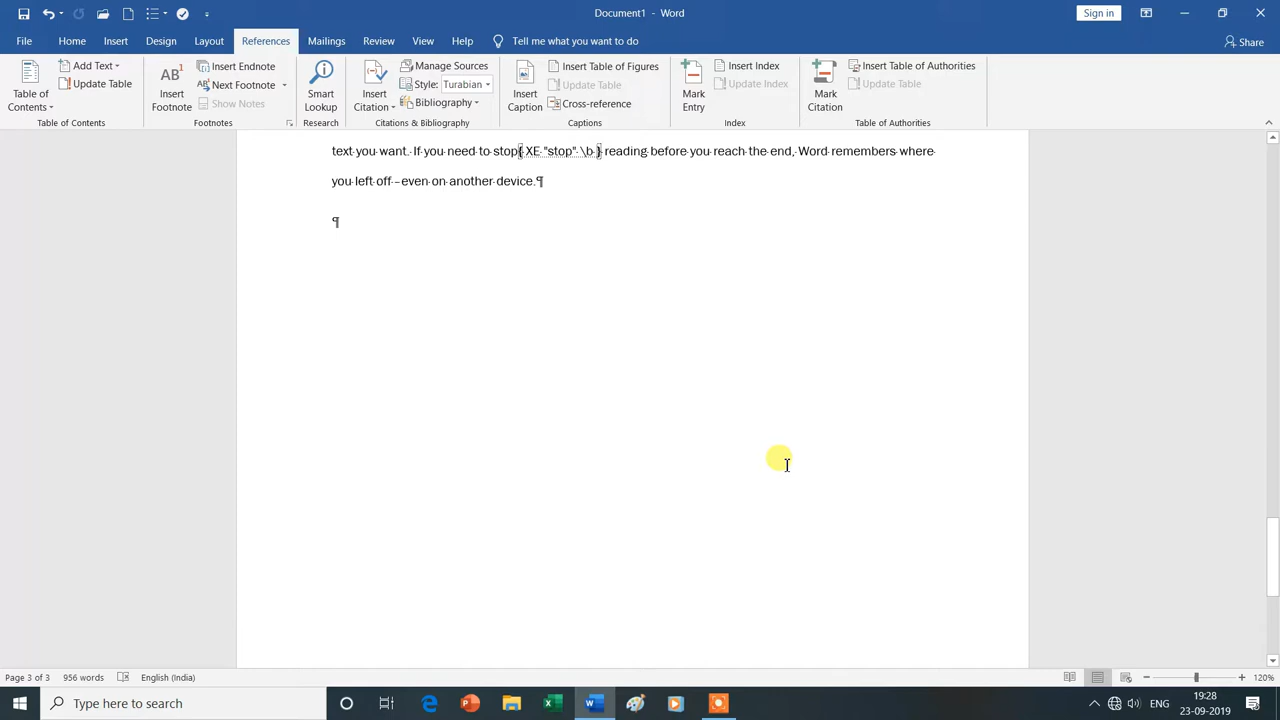 Document1 - Word
Sign in
File Home Insert Design Layout References Mailings Review View Help Tell me what you want to do Share
Table of Contents
Add Text
Update Table
Table of Contents
AB1
Insert Footnote
Insert Endnote
Next Footnote
Show Notes
Footnotes
Smart Lookup
Research
Insert Citation
Manage Sources
Style: Turabian
Bibliography
Citations & Bibliography
Insert Caption
Insert Table of Figures
Update Table
Cross-reference
Captions
Mark Entry
Insert Index
Update Index
Index
Mark Citation
Insert Table of Authorities
Update Table
Table of Authorities
text you want. If you need to stop{ XE "stop" \b } reading before you reach the end, Word remembers where
you left off – even on another device.¶
¶
Page 3 of 3 956 words English (India) 120%
Type here to search
ENG
19:28
23-09-2019